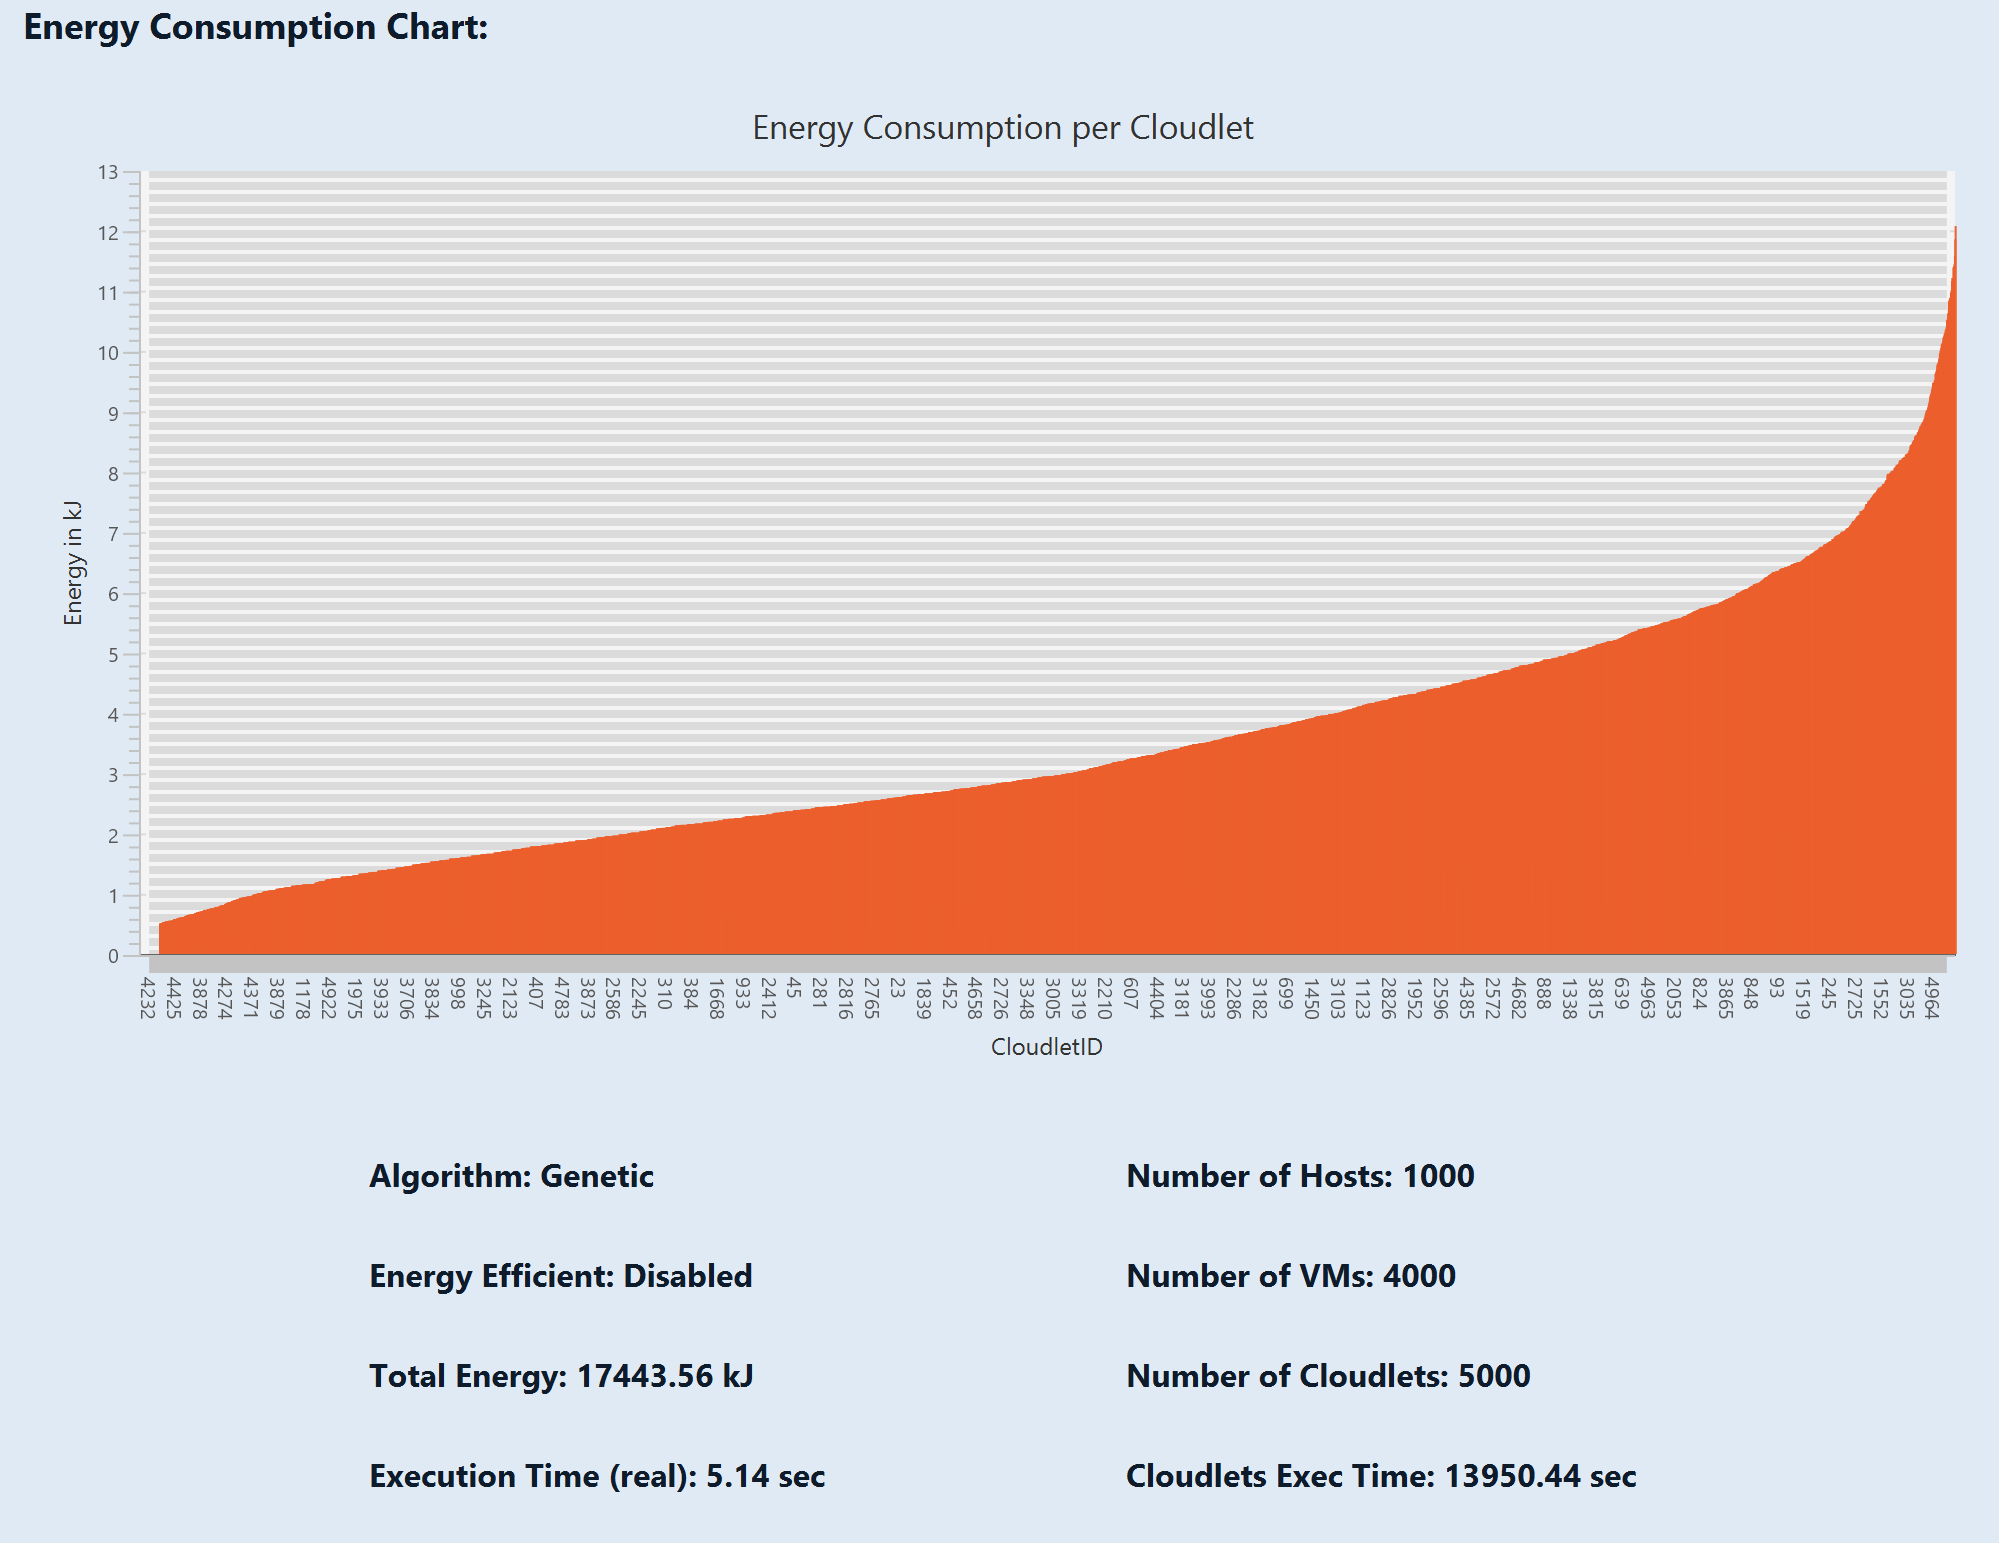 Energy Consumption Chart:
Energy Consumption per Cloudlet
13
12
11
10
9
8
7
6
5
4
3
2
1
0
Energy in kJ
4232 4425 3878 4274 4371 3879 1178 4922 1975 3933 3706 3834 998 3245 2123 407 4783 3873 2586 2245 310 384 1668 933 2412 45 281 2816 2765 23 1839 452 4658 2726 3348 3005 3319 2210 607 4404 3181 3993 2286 3182 699 1450 3103 1123 2826 1952 2596 4385 2572 4682 888 1338 3815 639 4963 2053 824 3865 848 93 1519 245 2725 1552 3035 4964
CloudletID
Algorithm: Genetic
Number of Hosts: 1000
Energy Efficient: Disabled
Number of VMs: 4000
Total Energy: 17443.56 kJ
Number of Cloudlets: 5000
Execution Time (real): 5.14 sec
Cloudlets Exec Time: 13950.44 sec